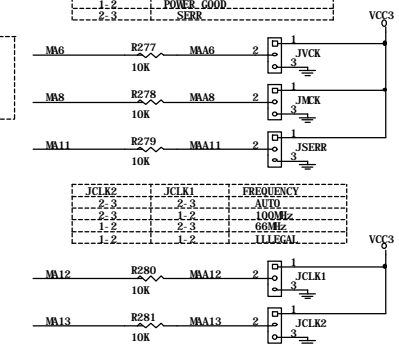 1-2 POWER GOOD
2-3 SERR
VCC3
MA6 R277 MAA6 2 1 JVCK
10K 3
MA8 R278 MAA8 2 1 JMCK
10K 3
MA11 R279 MAA11 2 1 JSERR
10K 3
JCLK2 JCLK1 FREQUENCY
2-3 2-3 AUTO
2-3 1-2 100MHz
1-2 2-3 66MHz
1-2 1-2 ILLEGAL
VCC3
MA12 R280 MAA12 2 1 JCLK1
10K 3
MA13 R281 MAA13 2 1 JCLK2
10K 3